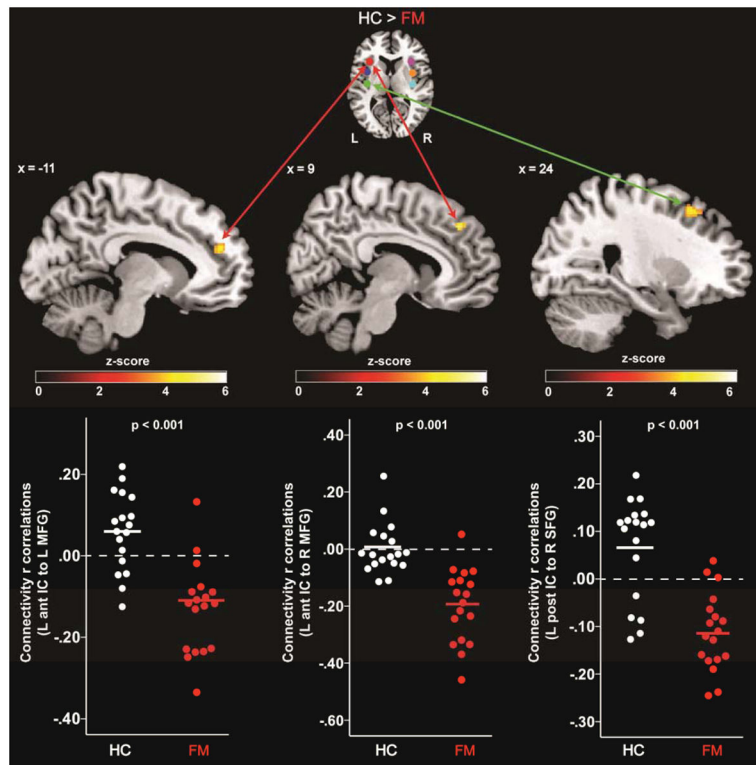 HC > FM
L R
x = -11
x = 9
x = 24
z-score
0 2 4 6
z-score
0 2 4 6
z-score
0 2 4 6
p < 0.001
.20
.00
-.20
-.40
Connectivity r correlations
(L ant IC to L MFG)
HC FM
p < 0.001
.40
.20
.00
-.20
-.40
-.60
Connectivity r correlations
(L ant IC to R MFG)
HC FM
p < 0.001
.30
.20
.10
.00
-.10
-.20
-.30
Connectivity r correlations
(L post IC to R SFG)
HC FM